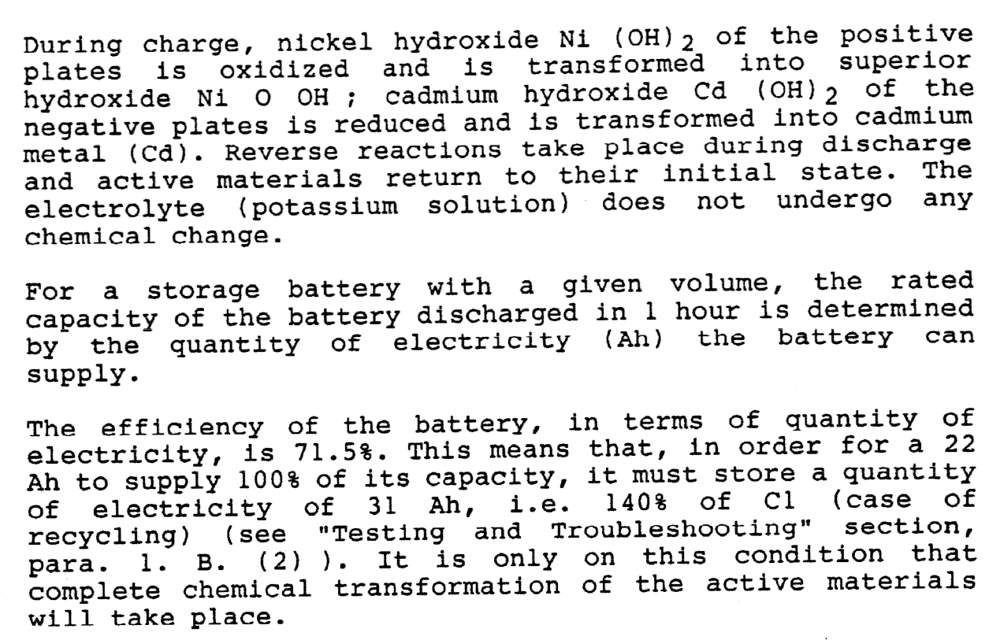 During charge, nickel hydroxide Ni (OH)2 of the positive
plates is oxidized and is transformed into superior
hydroxide Ni O OH ; cadmium hydroxide Cd (OH)2 of the
negative plates is reduced and is transformed into cadmium
metal (Cd). Reverse reactions take place during discharge
and active materials return to their initial state. The
electrolyte (potassium solution) does not undergo any
chemical change.

For a storage battery with a given volume, the rated
capacity of the battery discharged in 1 hour is determined
by the quantity of electricity (Ah) the battery can
supply.

The efficiency of the battery, in terms of quantity of
electricity, is 71.5%. This means that, in order for a 22
Ah to supply 100% of its capacity, it must store a quantity
of electricity of 31 Ah, i.e. 140% of C1 (case of
recycling) (see "Testing and Troubleshooting" section,
para. 1. B. (2) ). It is only on this condition that
complete chemical transformation of the active materials
will take place.